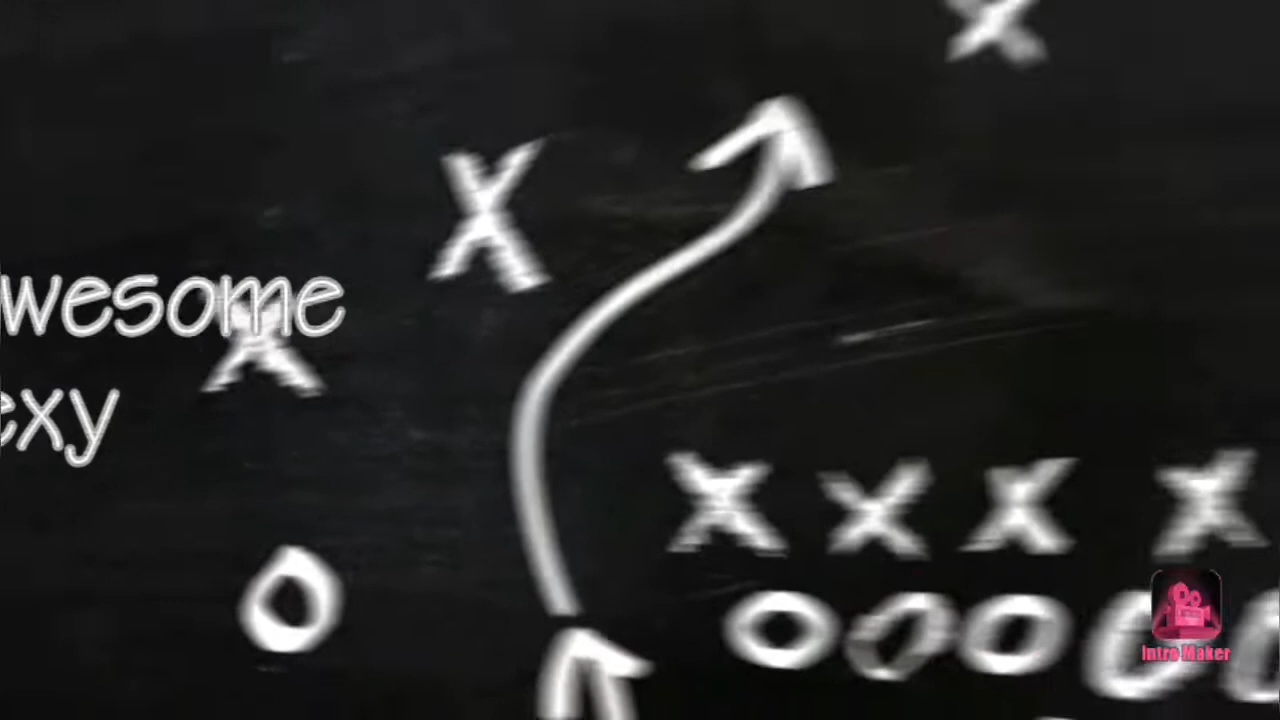 wesome
exy
X
X
X
X X X X
O O O O O O
Intro Maker